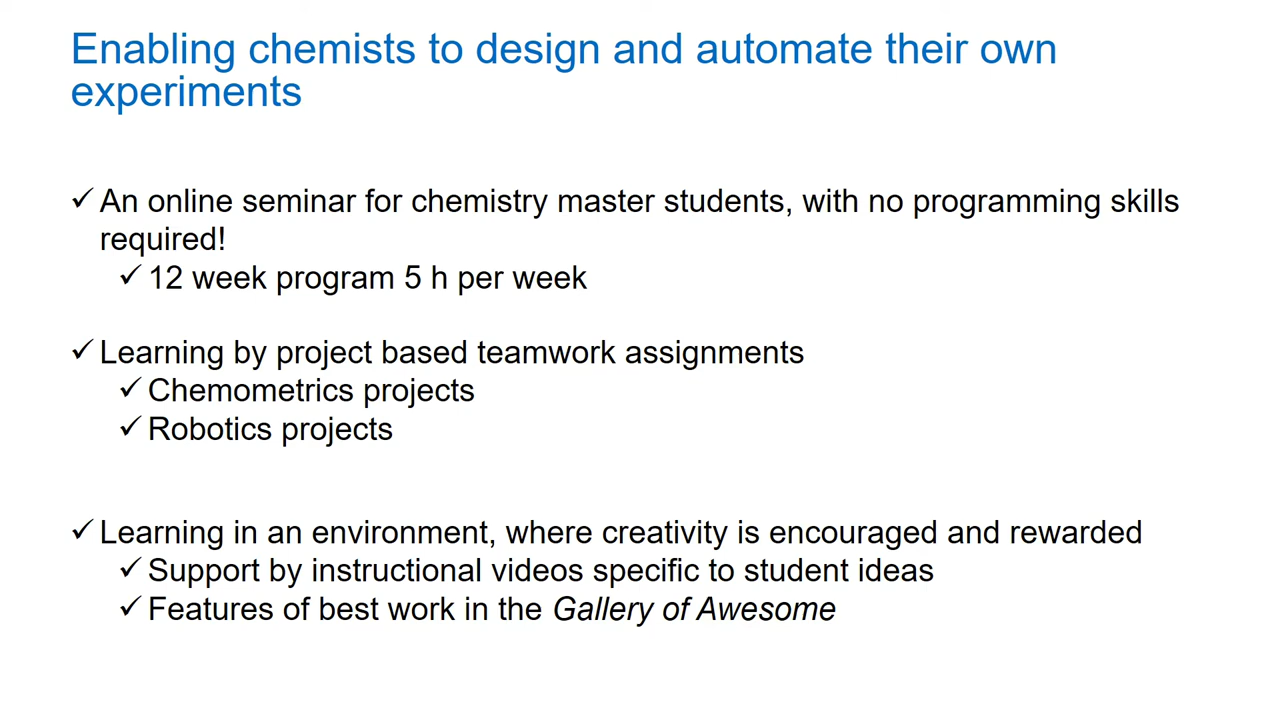 Enabling chemists to design and automate their own
experiments
✓ An online seminar for chemistry master students, with no programming skills
required!
✓ 12 week program 5 h per week
✓ Learning by project based teamwork assignments
✓ Chemometrics projects
✓ Robotics projects
✓ Learning in an environment, where creativity is encouraged and rewarded
✓ Support by instructional videos specific to student ideas
✓ Features of best work in the Gallery of Awesome